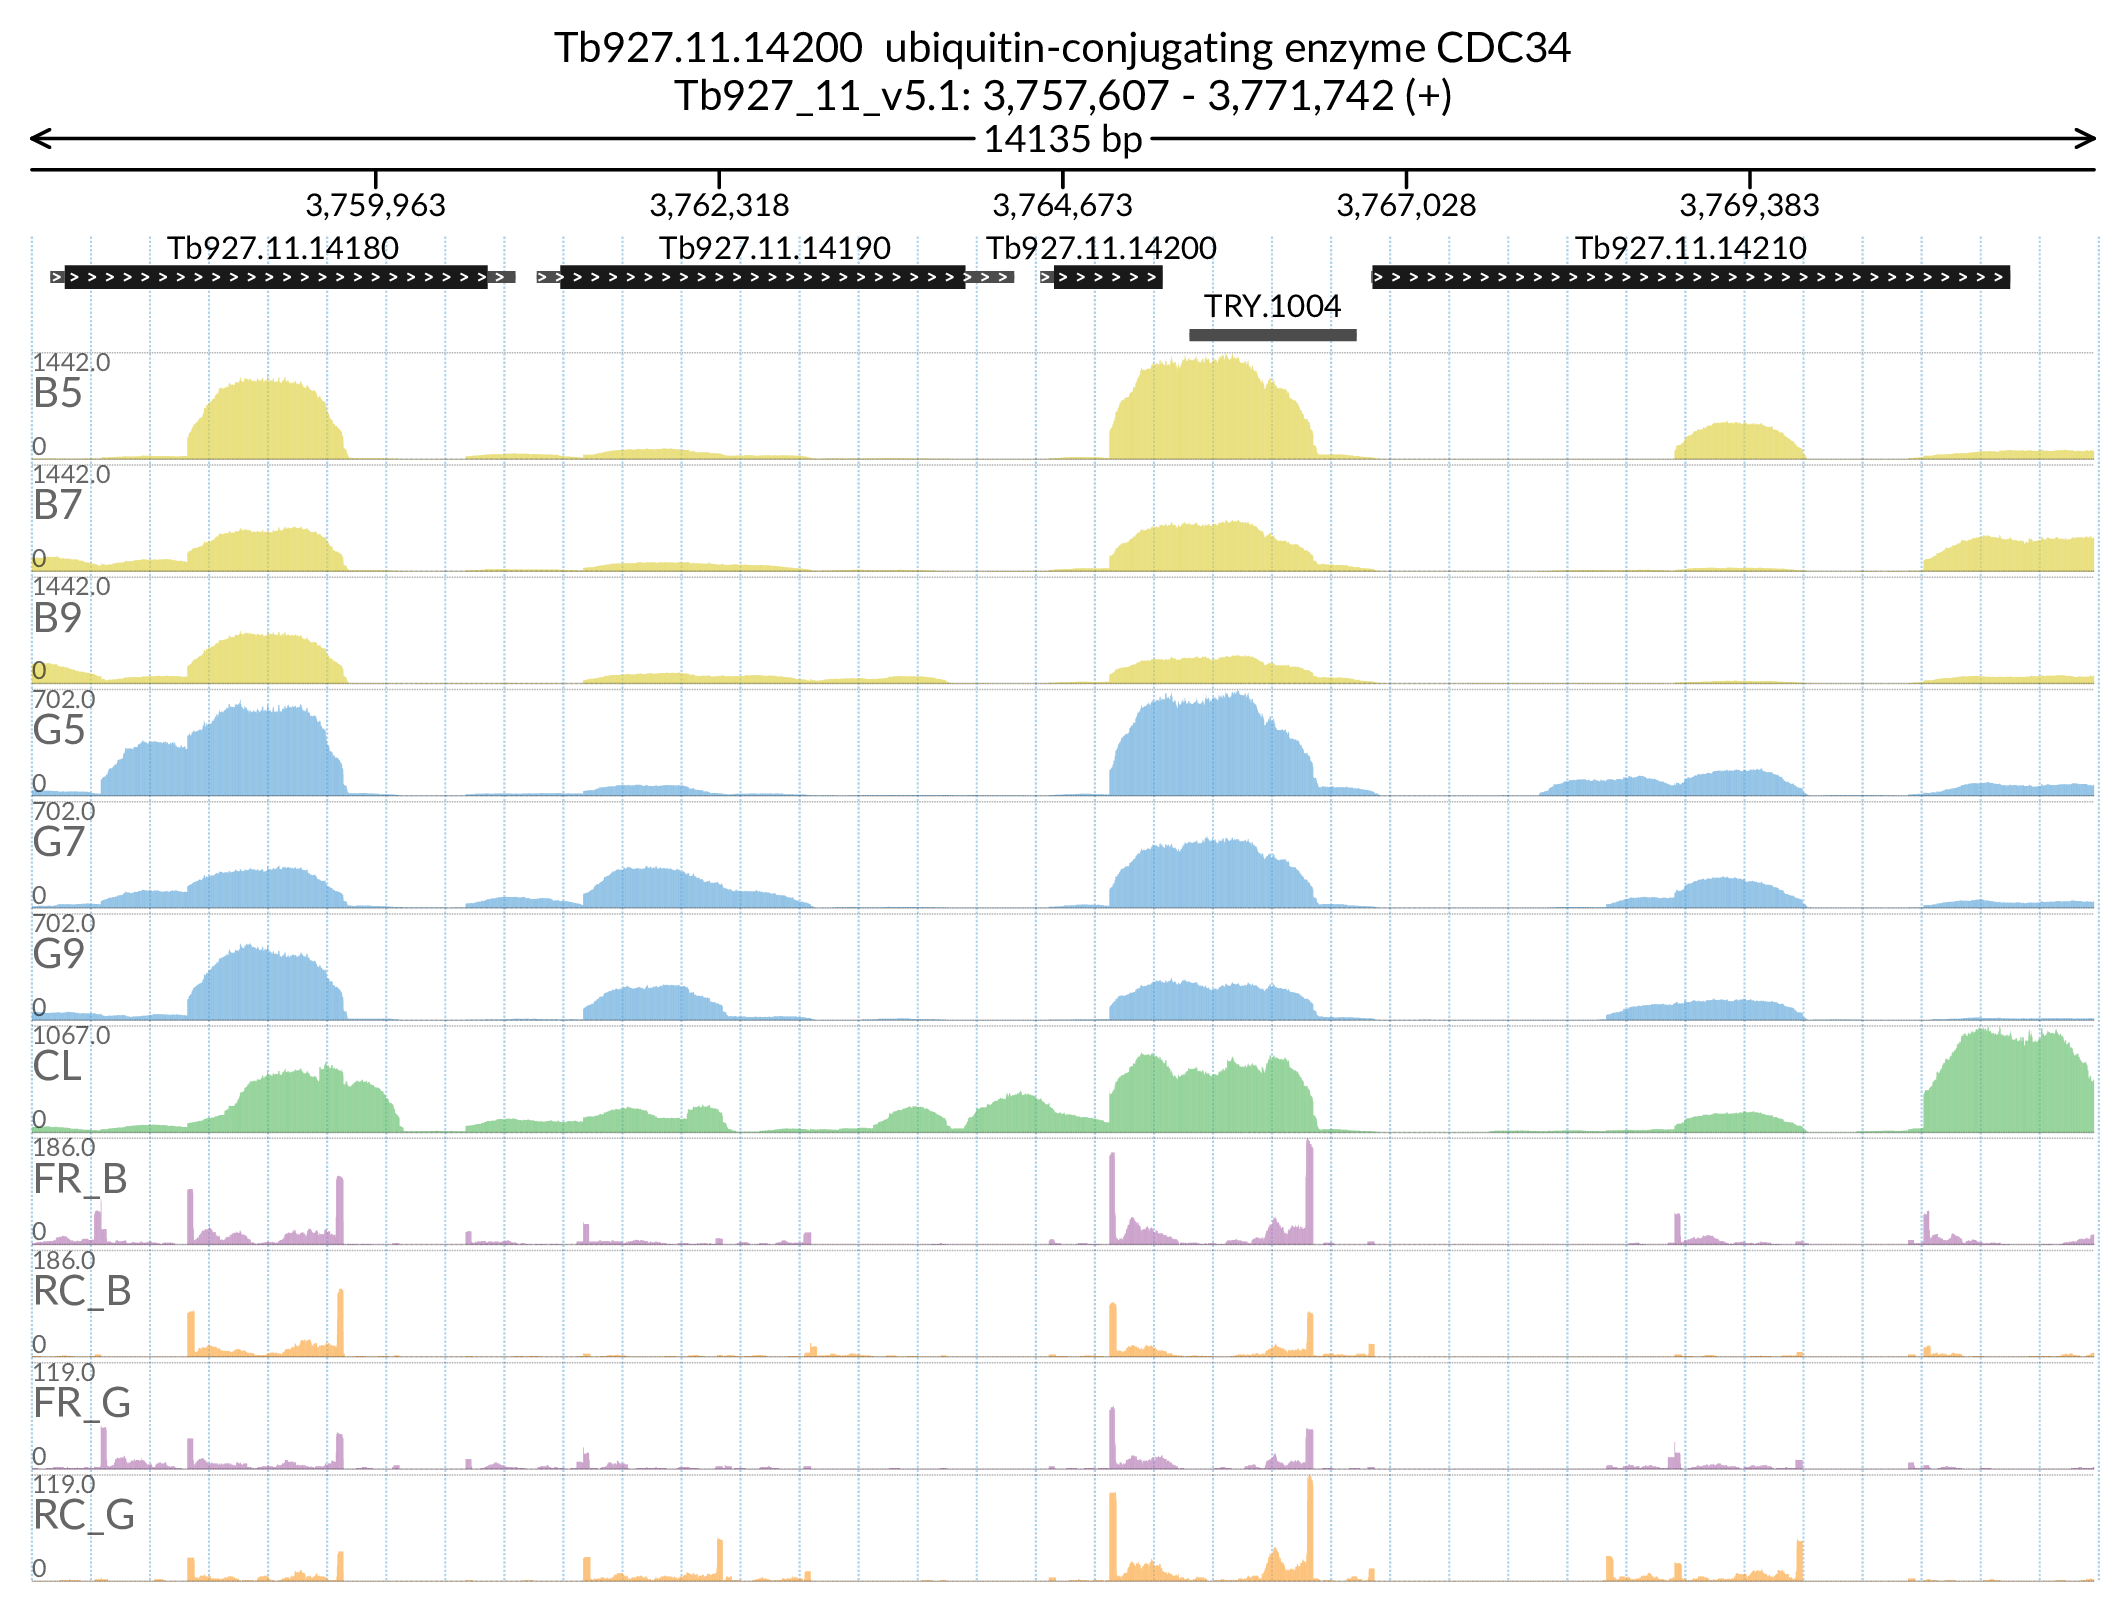 Tb927.11.14200  ubiquitin-conjugating enzyme CDC34
Tb927_11_v5.1: 3,757,607 - 3,771,742 (+)
14135 bp
3,759,963 3,762,318 3,764,673 3,767,028 3,769,383
Tb927.11.14180 Tb927.11.14190 Tb927.11.14200 Tb927.11.14210
TRY.1004
1442.0
B5
0
1442.0
B7
0
1442.0
B9
0
702.0
G5
0
702.0
G7
0
702.0
G9
0
1067.0
CL
0
186.0
FR_B
0
186.0
RC_B
0
119.0
FR_G
0
119.0
RC_G
0